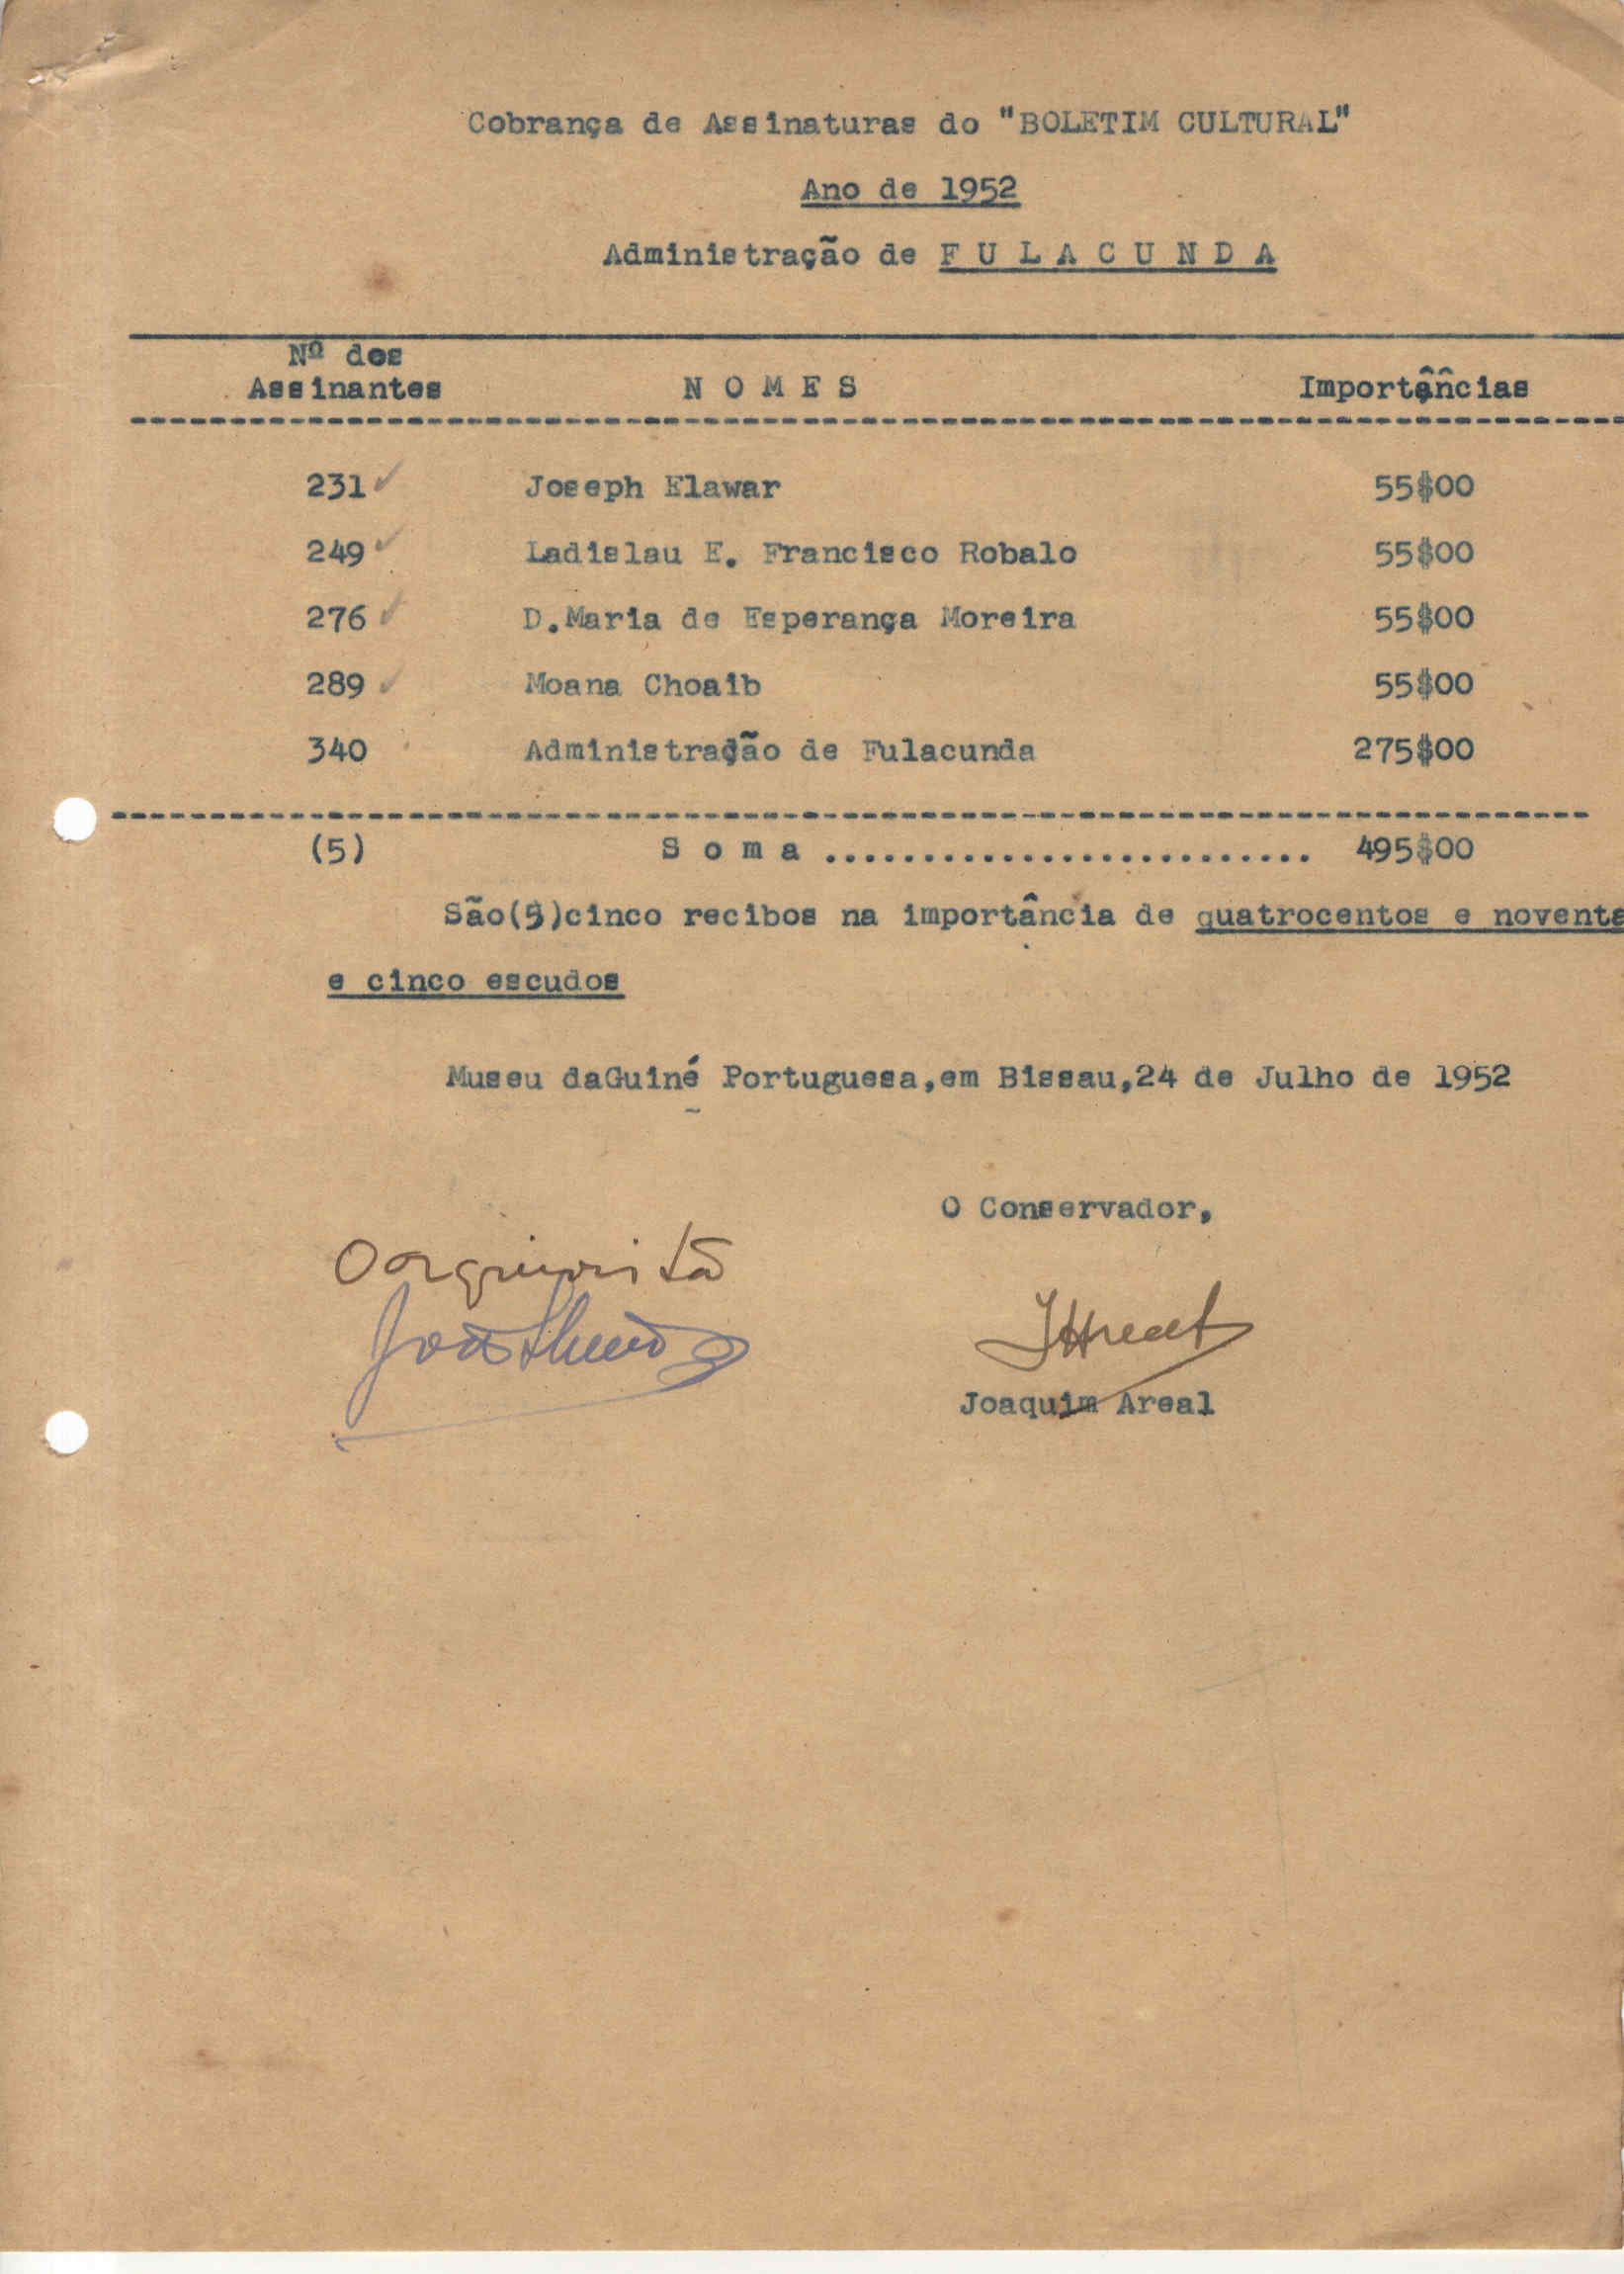 Cobrança de Assinaturas do "BOLETIM CULTURAL"
Ano de 1952
Administração de F U L A C U N D A
Nº dos
Assinantes N O M E S Importâncias
231 Joseph Elawar 55$00
249 Ladislau E. Francisco Robalo 55$00
276 D.Maria de Esperança Moreira 55$00
289 Moana Choaib 55$00
340 Administração de Fulacunda 275$00
(5) S o m a ......................... 495$00
São(5)cinco recibos na importância de quatrocentos e noventa
e cinco escudos
Museu daGuiné Portuguesa,em Bissau,24 de Julho de 1952
O Conservador,
O arquivista
Joaquim Areal